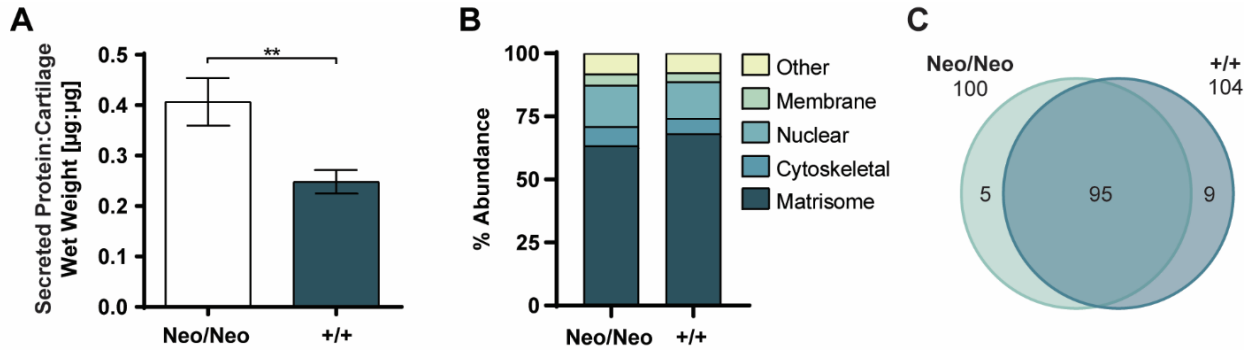 A
Secreted Protein:Cartilage
Wet Weight [µg:µg]
0.5
0.4
0.3
0.2
0.1
0.0
**
Neo/Neo
+/+
B
% Abundance
100
75
50
25
0
Neo/Neo
+/+
Other
Membrane
Nuclear
Cytoskeletal
Matrisome
C
Neo/Neo
100
+/+
104
5
95
9